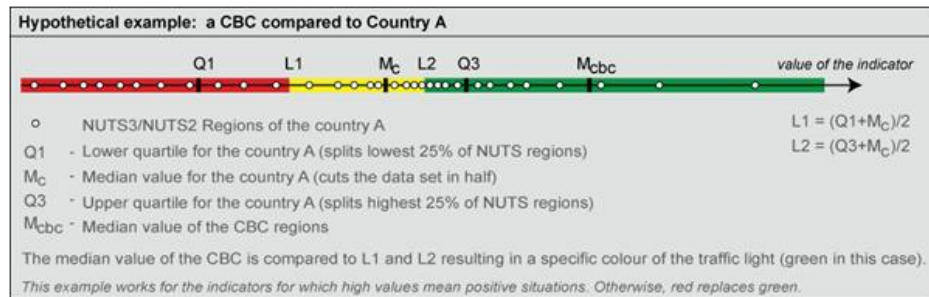 Hypothetical example: a CBC compared to Country A
Q1 L1 Mc L2 Q3 Mcbc value of the indicator
NUTS3/NUTS2 Regions of the country A
L1 = (Q1+Mc)/2
Q1 - Lower quartile for the country A (splits lowest 25% of NUTS regions)
L2 = (Q3+Mc)/2
Mc - Median value for the country A (cuts the data set in half)
Q3 - Upper quartile for the country A (splits highest 25% of NUTS regions)
Mcbc - Median value of the CBC regions
The median value of the CBC is compared to L1 and L2 resulting in a specific colour of the traffic light (green in this case).
This example works for the indicators for which high values mean positive situations. Otherwise, red replaces green.